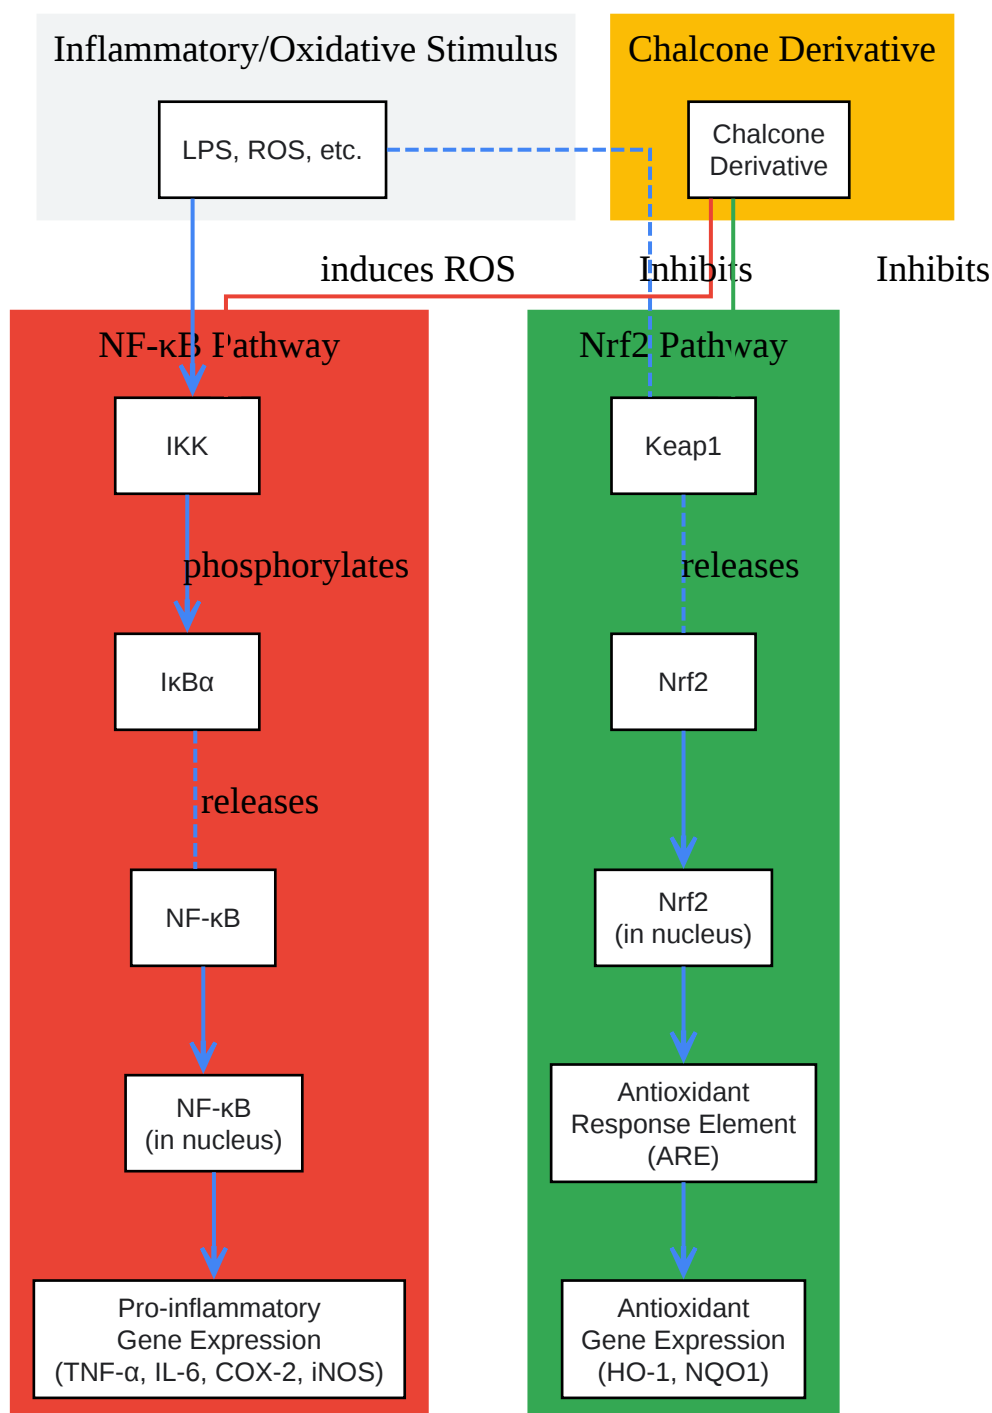 Inflammatory/Oxidative Stimulus
Chalcone Derivative
LPS, ROS, etc.
Chalcone
Derivative
induces ROS
Inhibits
Inhibits
NF-κB Pathway
Nrf2 Pathway
IKK
Keap1
phosphorylates
releases
IκBα
Nrf2
releases
NF-κB
Nrf2
(in nucleus)
NF-κB
(in nucleus)
Antioxidant
Response Element
(ARE)
Pro-inflammatory
Gene Expression
(TNF-α, IL-6, COX-2, iNOS)
Antioxidant
Gene Expression
(HO-1, NQO1)